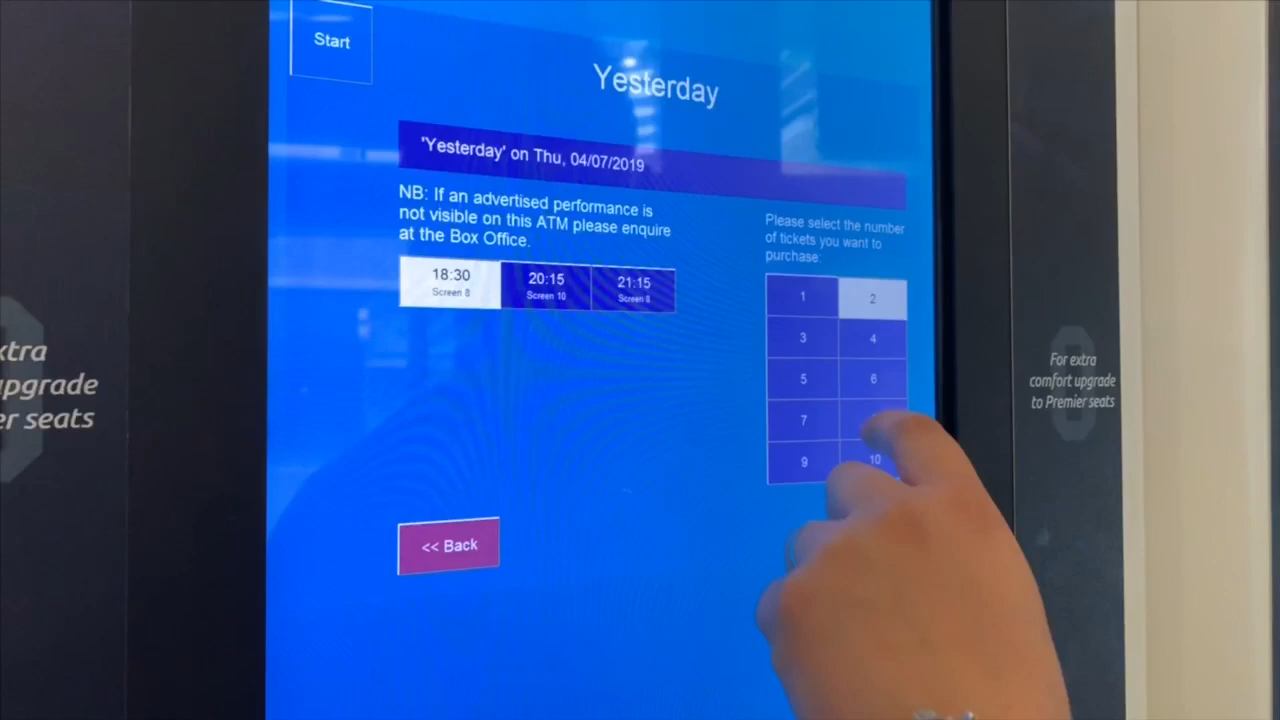 Start
Yesterday
'Yesterday' on Thu, 04/07/2019
NB: If an advertised performance is
not visible on this ATM please enquire
at the Box Office.
18:30
Screen 8
20:15
Screen 10
21:15
Screen 8
Please select the number
of tickets you want to
purchase:
1
2
3
4
5
6
7
9
10
<< Back
xtra
upgrade
er seats
For extra
comfort upgrade
to Premier seats